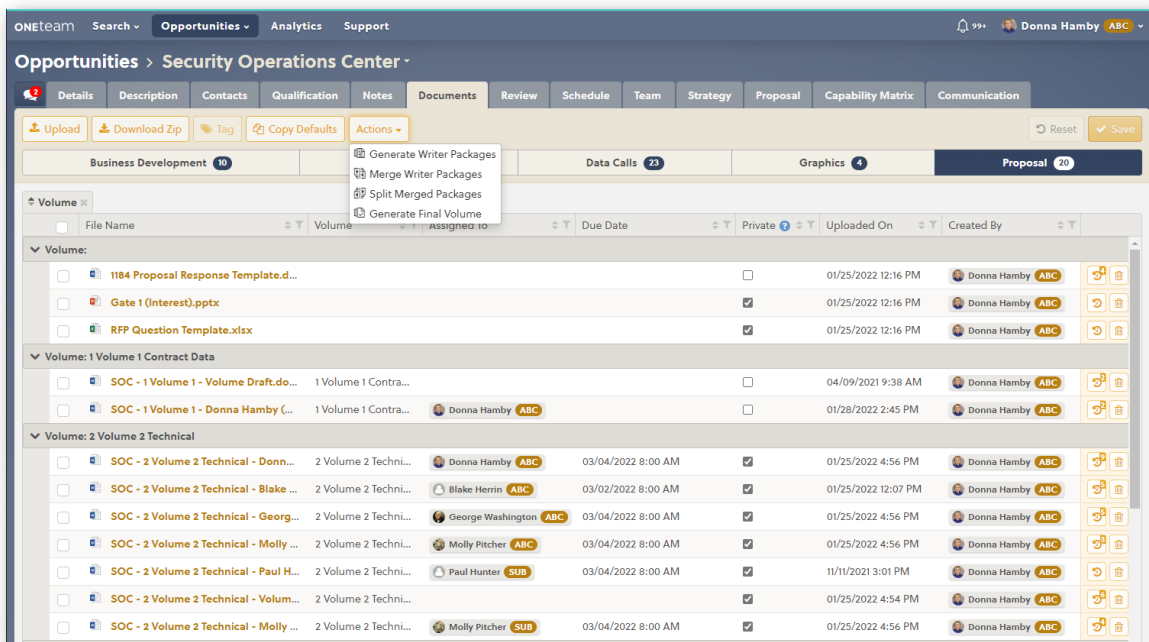 ONEteam Search Opportunities Analytics Support 99+ Donna Hamby ABC
Opportunities > Security Operations Center
2 Details Description Contacts Qualification Notes Documents Review Schedule Team Strategy Proposal Capability Matrix Communication
Upload Download Zip Tag Copy Defaults Actions Reset Save
Business Development 10 Data Calls 23 Graphics 4 Proposal 20
Generate Writer Packages
Merge Writer Packages
Split Merged Packages
Generate Final Volume
Volume
File Name Volume Assigned To Due Date Private ? Uploaded On Created By
Volume:
1184 Proposal Response Template.d... 01/25/2022 12:16 PM Donna Hamby ABC
Gate 1 (Interest).pptx 01/25/2022 12:16 PM Donna Hamby ABC
RFP Question Template.xlsx 01/25/2022 12:16 PM Donna Hamby ABC
Volume: 1 Volume 1 Contract Data
SOC - 1 Volume 1 - Volume Draft.do... 1 Volume 1 Contra... 04/09/2021 9:38 AM Donna Hamby ABC
SOC - 1 Volume 1 - Donna Hamby (... 1 Volume 1 Contra... Donna Hamby ABC 01/28/2022 2:45 PM Donna Hamby ABC
Volume: 2 Volume 2 Technical
SOC - 2 Volume 2 Technical - Donn... 2 Volume 2 Techni... Donna Hamby ABC 03/04/2022 8:00 AM 01/25/2022 4:56 PM Donna Hamby ABC
SOC - 2 Volume 2 Technical - Blake ... 2 Volume 2 Techni... Blake Herrin ABC 03/02/2022 8:00 AM 01/25/2022 12:07 PM Donna Hamby ABC
SOC - 2 Volume 2 Technical - Georg... 2 Volume 2 Techni... George Washington ABC 03/04/2022 8:00 AM 01/25/2022 4:56 PM Donna Hamby ABC
SOC - 2 Volume 2 Technical - Molly ... 2 Volume 2 Techni... Molly Pitcher ABC 03/04/2022 8:00 AM 01/25/2022 4:56 PM Donna Hamby ABC
SOC - 2 Volume 2 Technical - Paul H... 2 Volume 2 Techni... Paul Hunter SUB 03/04/2022 8:00 AM 11/11/2021 3:01 PM Donna Hamby ABC
SOC - 2 Volume 2 Technical - Volum... 2 Volume 2 Techni... 01/25/2022 4:54 PM Donna Hamby ABC
SOC - 2 Volume 2 Technical - Molly ... 2 Volume 2 Techni... Molly Pitcher SUB 03/04/2022 8:00 AM 01/25/2022 4:56 PM Donna Hamby ABC